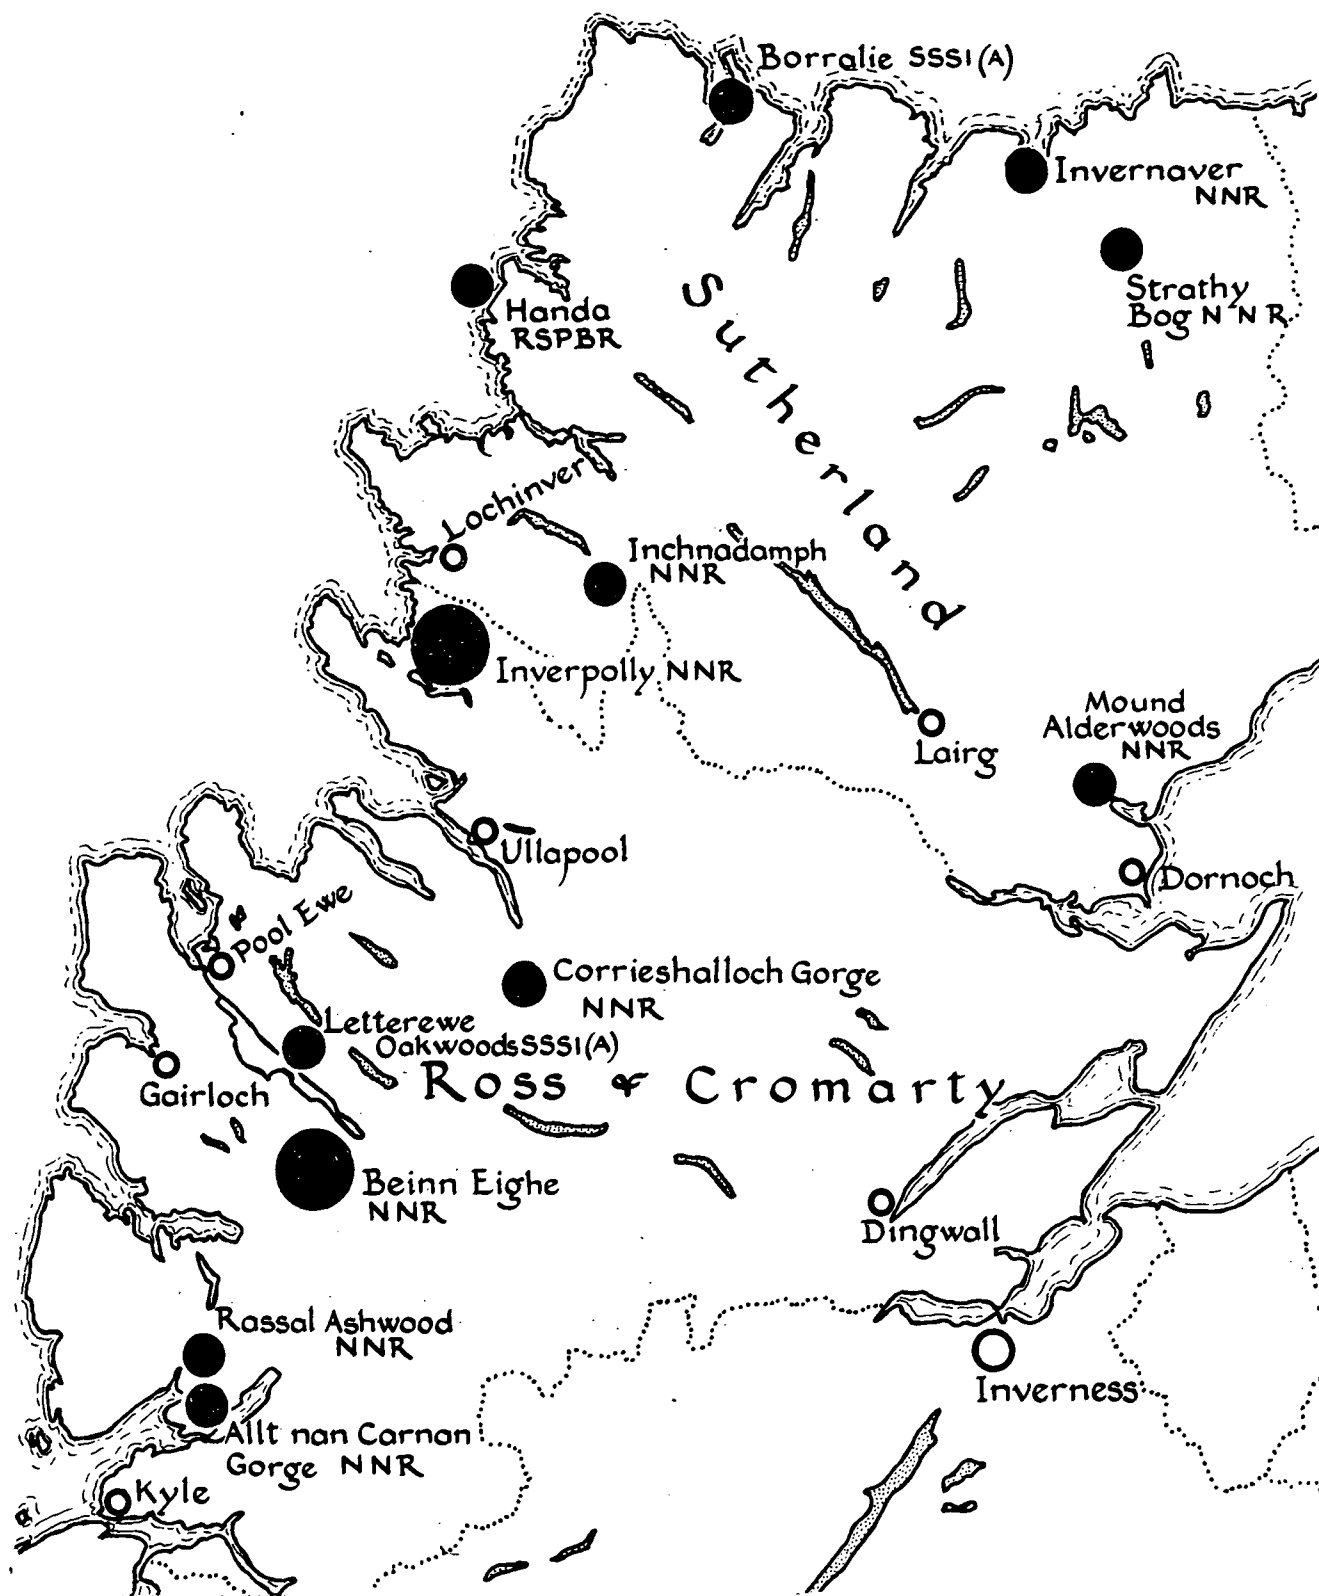 Borralie SSSI (A)
Invernaver
NNR
Strathy
Bog NNR
Handa
RSPBR
Sutherland
Lochinver
Inchnadamph
NNR
Inverpolly NNR
Mound
Alderwoods
NNR
Lairg
Ullapool
Dornoch
Pool Ewe
Corrieshalloch Gorge
NNR
Letterewe
Oakwoods SSSI (A)
Ross & Cromarty
Gairloch
Beinn Eighe
NNR
Dingwall
Rassal Ashwood
NNR
Inverness
Allt nan Carnan
Gorge NNR
Kyle